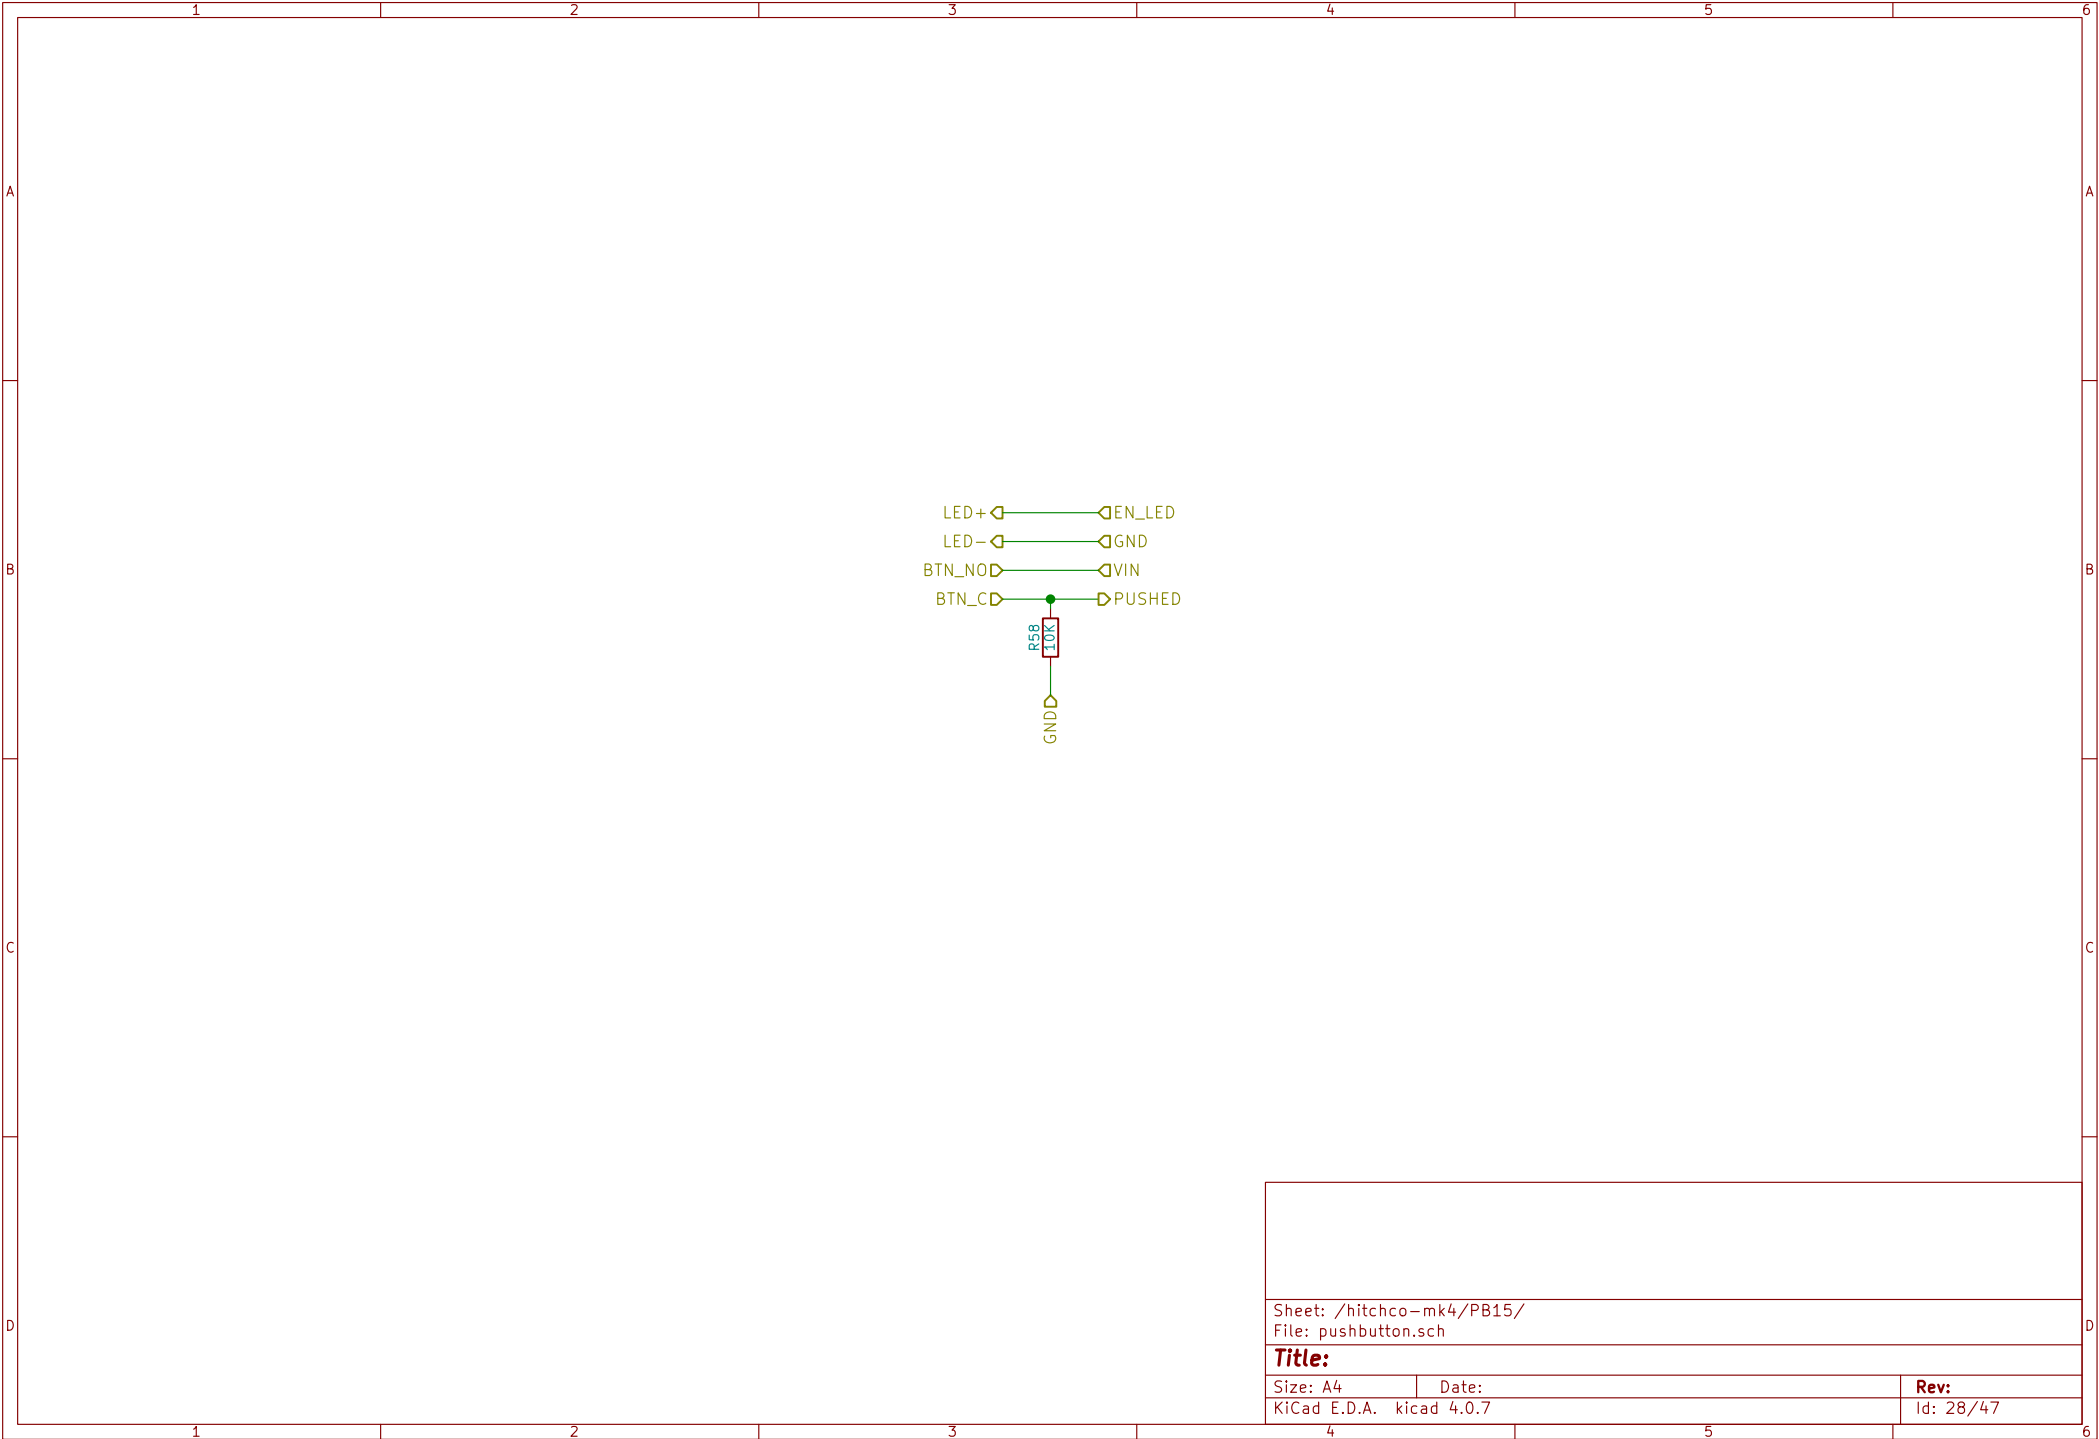 1 2 3 4 5 6
A A
LED+ EN_LED
LED- GND
B BTN_NO VIN B
BTN_C PUSHED
R58
10K
GND
C C
Sheet: /hitchco-mk4/PB15/
D D
File: pushbutton.sch
Title:
Size: A4 Date: Rev:
KiCad E.D.A. kicad 4.0.7 Id: 28/47
1 2 3 4 5 6